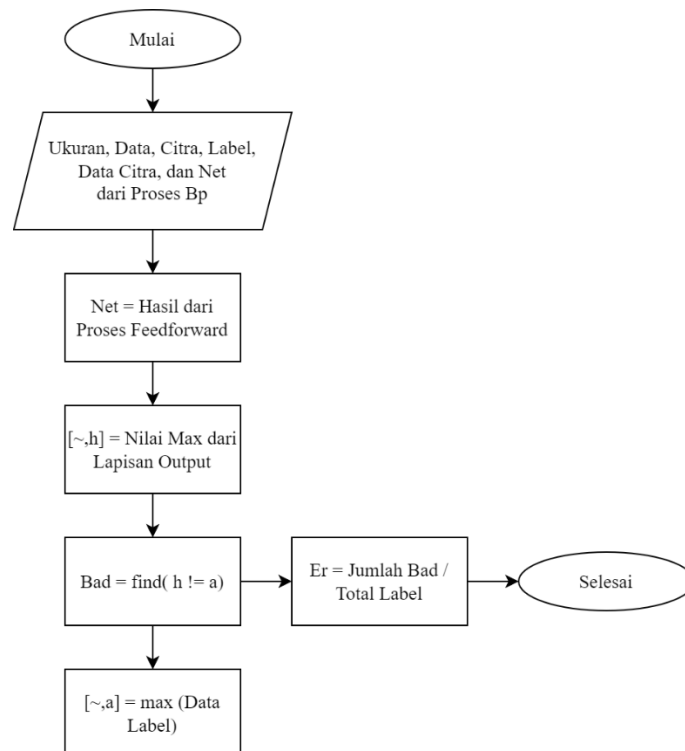 Mulai
Ukuran, Data, Citra, Label,
Data Citra, dan Net
dari Proses Bp
Net = Hasil dari
Proses Feedforward
[~,h] = Nilai Max dari
Lapisan Output
Bad = find( h != a)
Er = Jumlah Bad /
Total Label
Selesai
[~,a] = max (Data
Label)